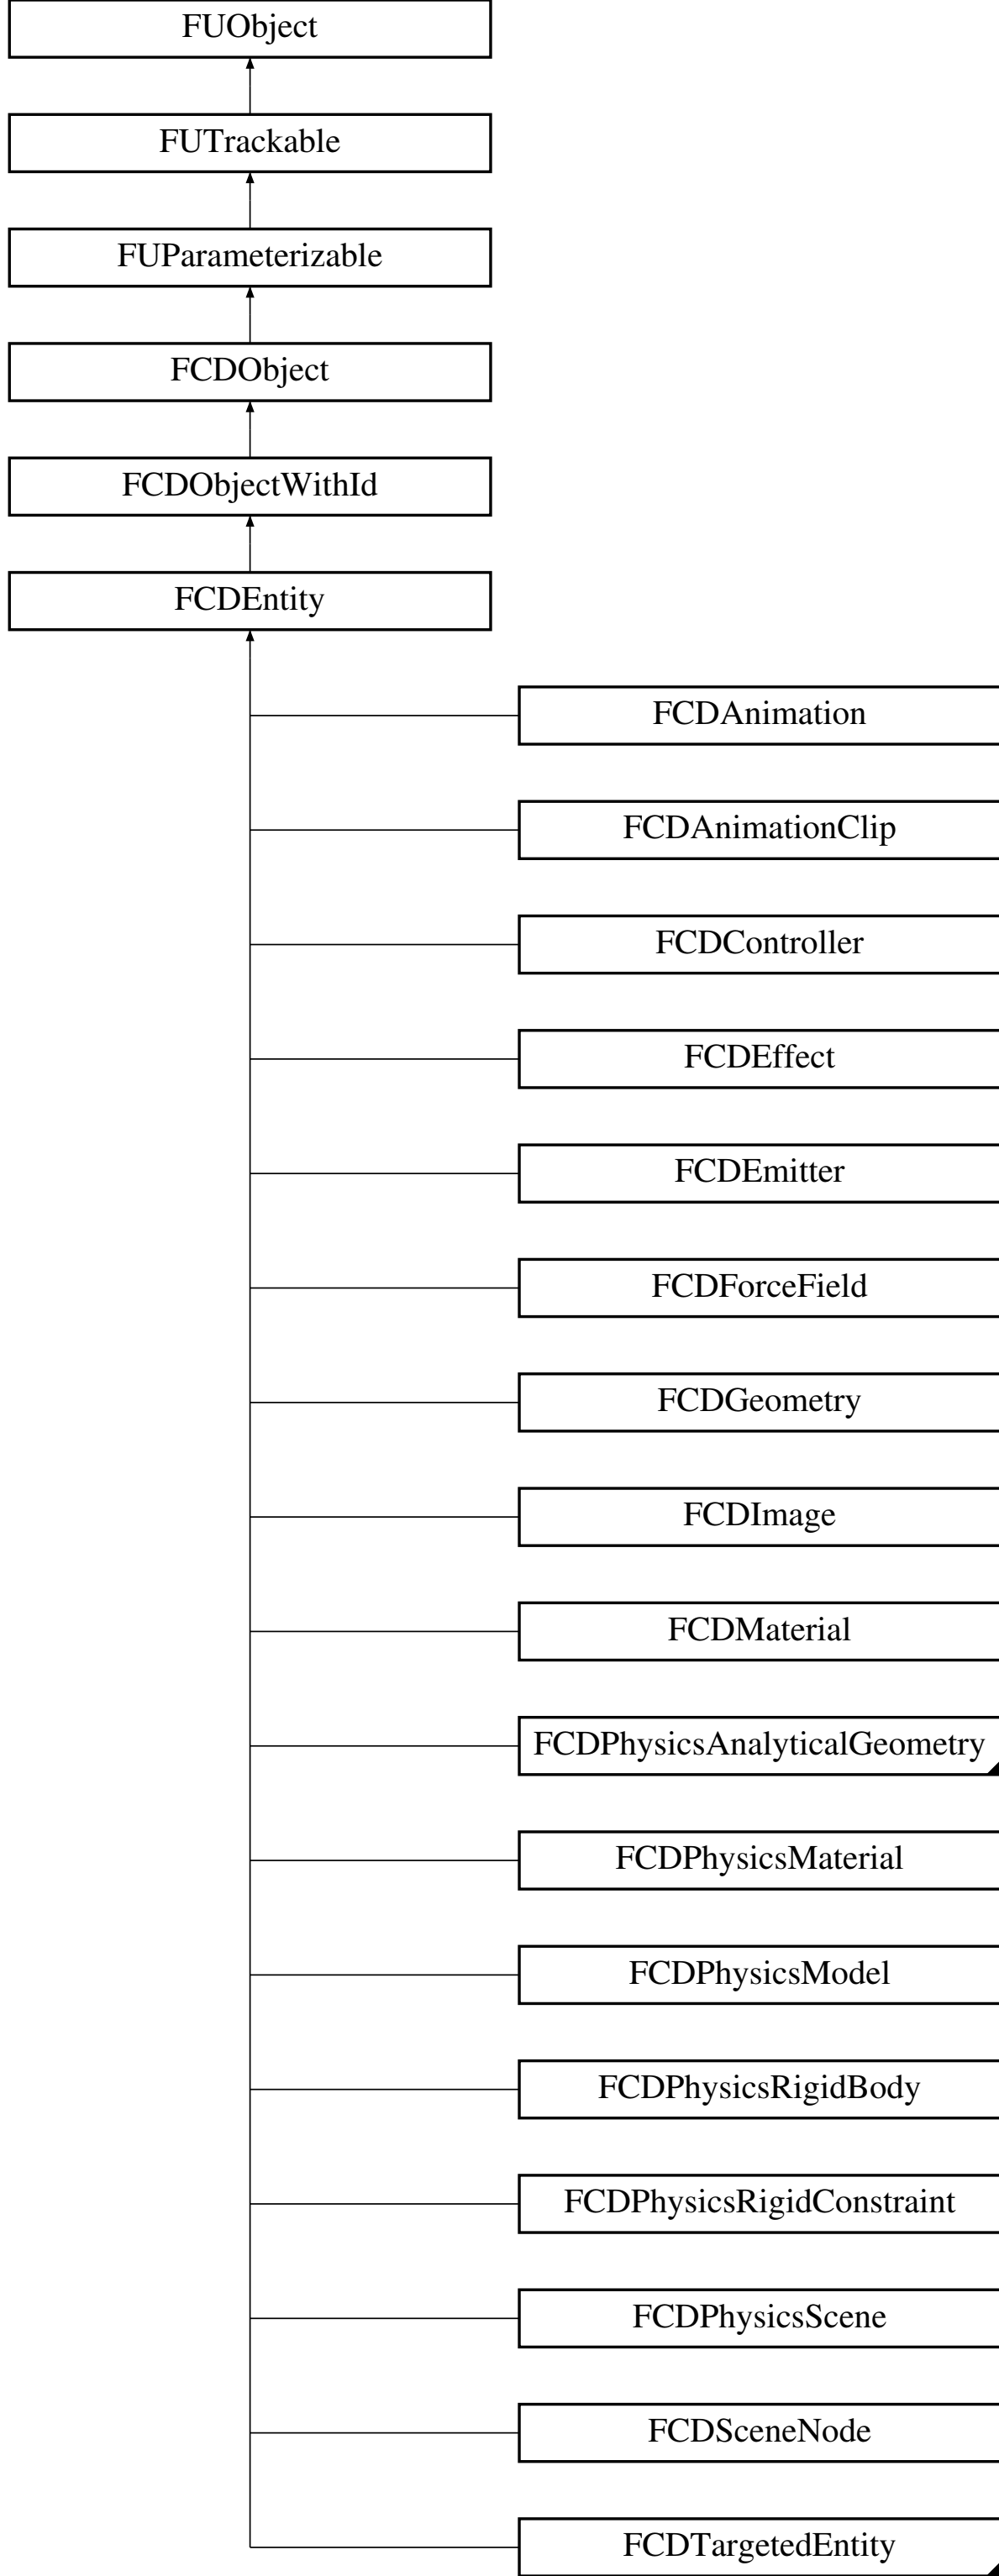 FUObject
FUTrackable
FUParameterizable
FCDObject
FCDObjectWithId
FCDEntity
FCDAnimation
FCDAnimationClip
FCDController
FCDEffect
FCDEmitter
FCDForceField
FCDGeometry
FCDImage
FCDMaterial
FCDPhysicsAnalyticalGeometry
FCDPhysicsMaterial
FCDPhysicsModel
FCDPhysicsRigidBody
FCDPhysicsRigidConstraint
FCDPhysicsScene
FCDSceneNode
FCDTargetedEntity